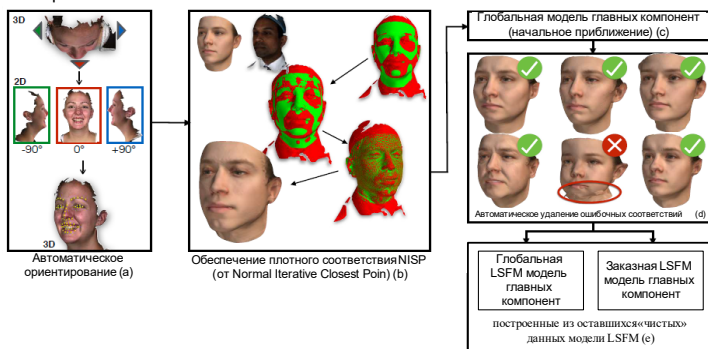 3D
2D
-90°
0°
+90°
3D
Автоматическое
ориентирование (a)
Обеспечение плотного соответствия NISP
(от Normal Iterative Closest Poin) (b)
Глобальная модель главных компонент
(начальное приближение) (c)
Автоматическое удаление ошибочных соответствий (d)
Глобальная
LSFM модель
главных
компонент
Заказная LSFM
модель главных
компонент
построенные из оставшихся«чистых»
данных модели LSFM (e)